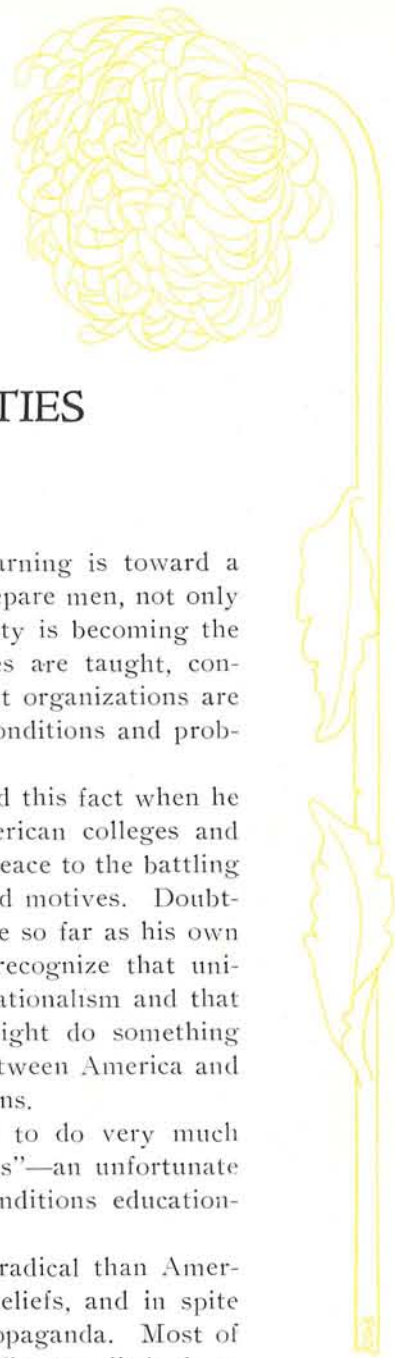 TIES
arning is toward a
epare men, not only
ty is becoming the
es are taught, con-
t organizations are
onditions and prob-
d this fact when he
erican colleges and
eace to the battling
d motives. Doubt-
e so far as his own
recognize that uni-
ationalism and that
ight do something
tween America and
ns.
to do very much
s”—an unfortunate
nditions education-
radical than Amer-
eliefs, and in spite
opaganda. Most of